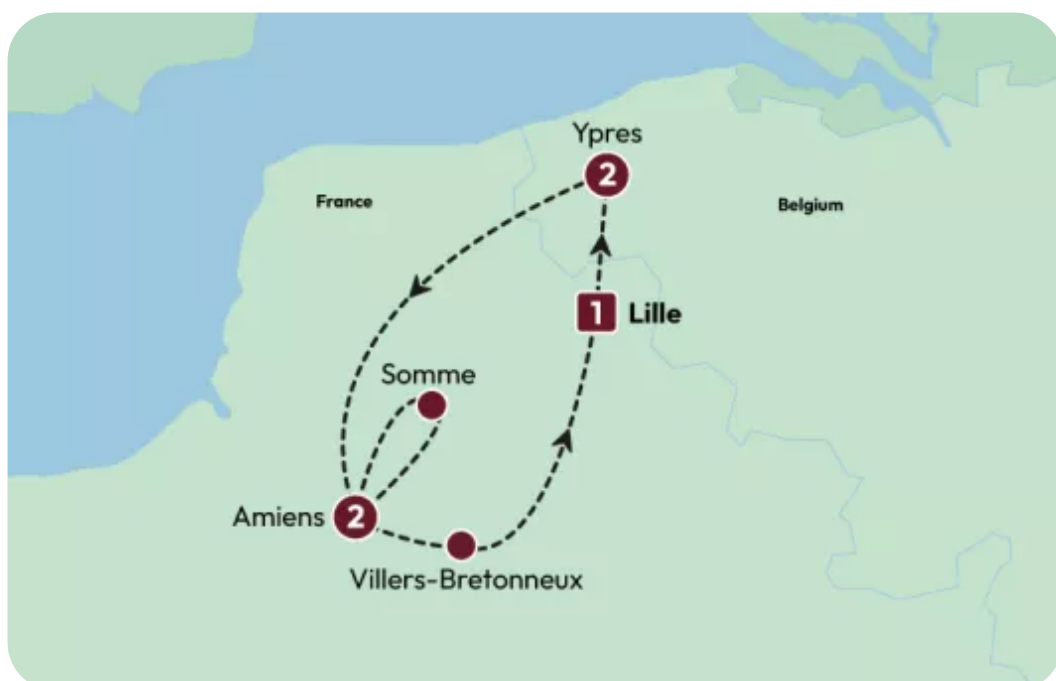 Ypres
2
France
Belgium
1 Lille
Somme
Amiens 2
Villers-Bretonneux